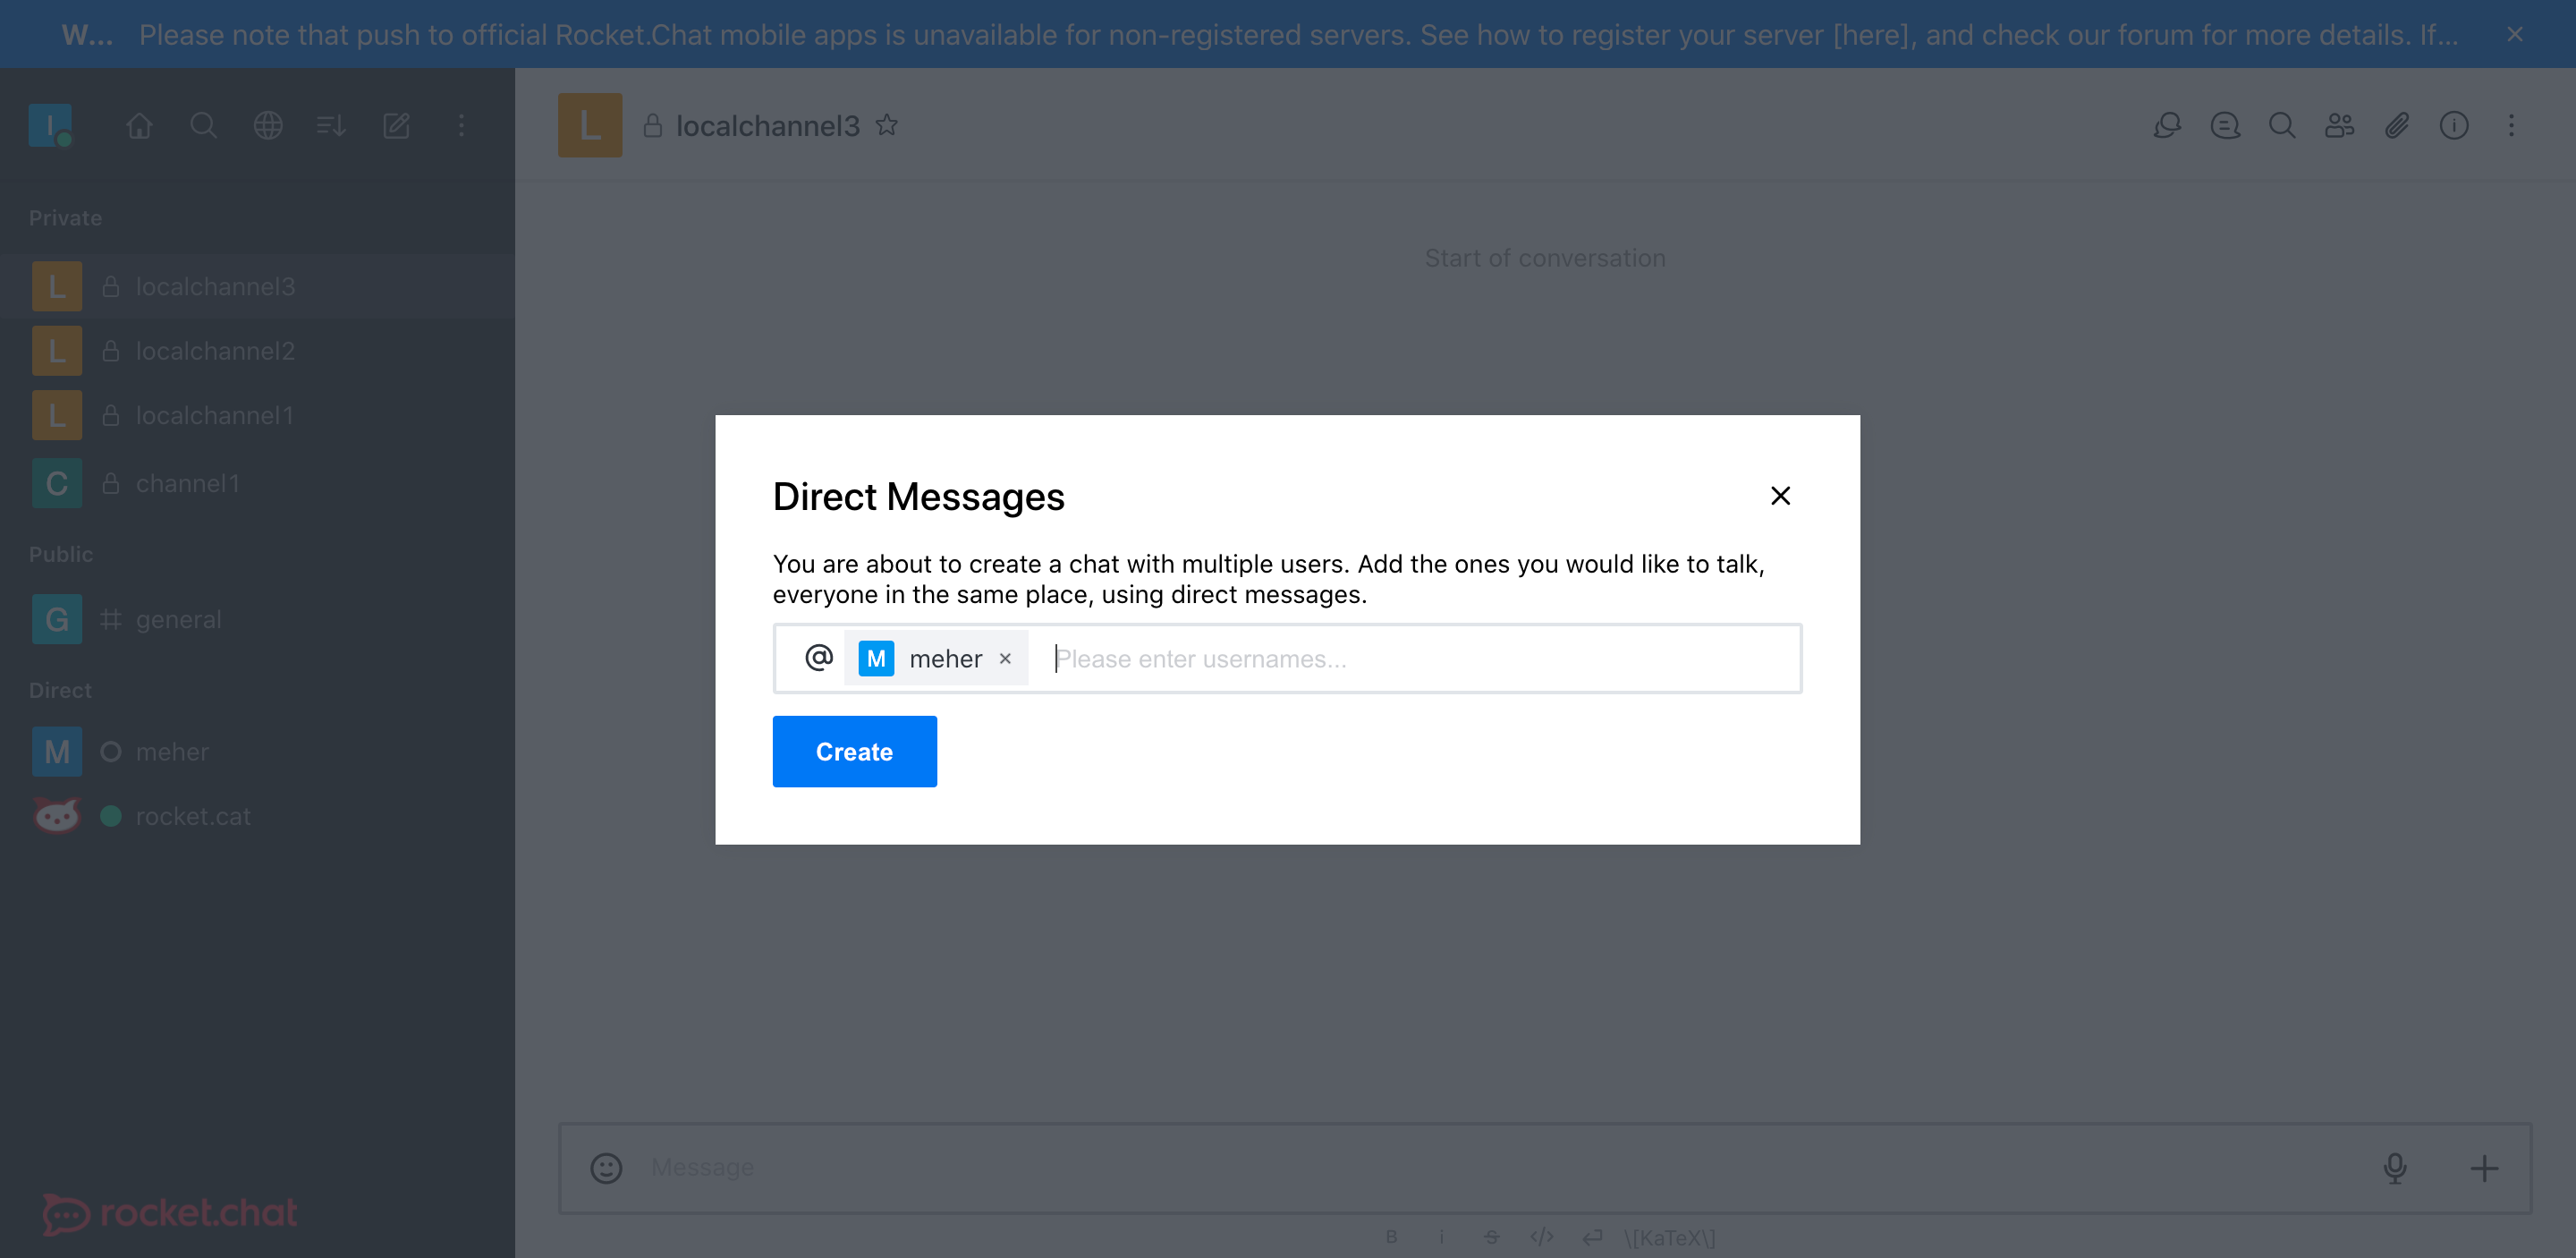 W... Please note that push to official Rocket.Chat mobile apps is unavailable for non-registered servers. See how to register your server [here], and check our forum for more details. If...
I
L localchannel3
Private
Start of conversation
L localchannel3
L localchannel2
L localchannel1
C channel1
Public
G # general
Direct
M meher
rocket.cat
Direct Messages
You are about to create a chat with multiple users. Add the ones you would like to talk,
everyone in the same place, using direct messages.
@ M meher × Please enter usernames...
Create
Message
rocket.chat
B i S </> \[KaTeX\]